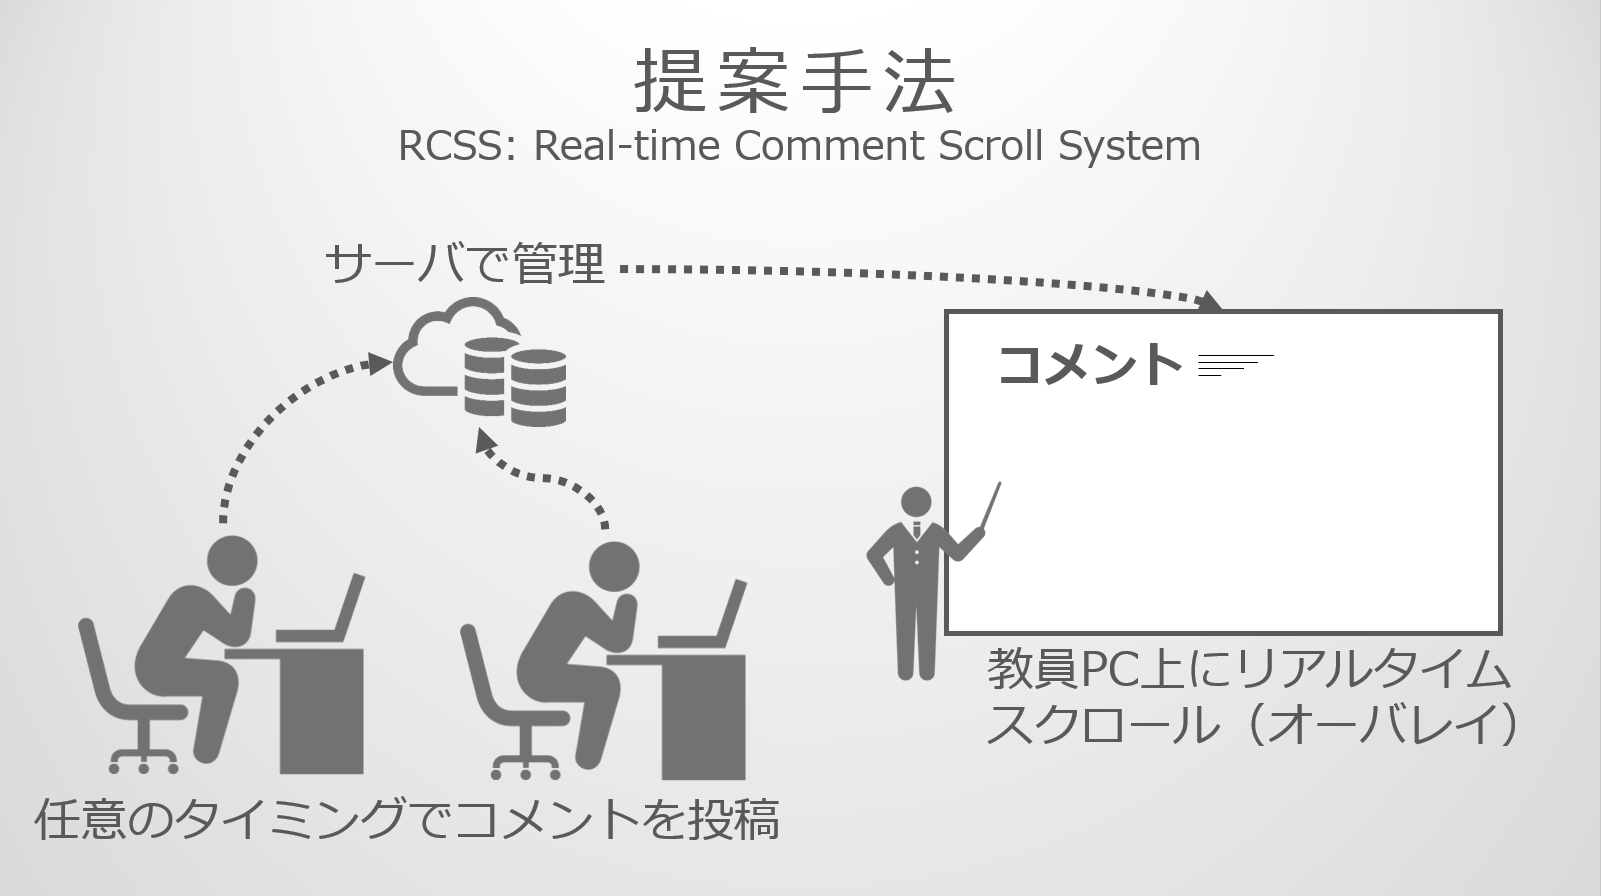 提案手法
RCSS: Real-time Comment Scroll System
サーバで管理
コメント
教員PC上にリアルタイム
スクロール（オーバレイ）
任意のタイミングでコメントを投稿